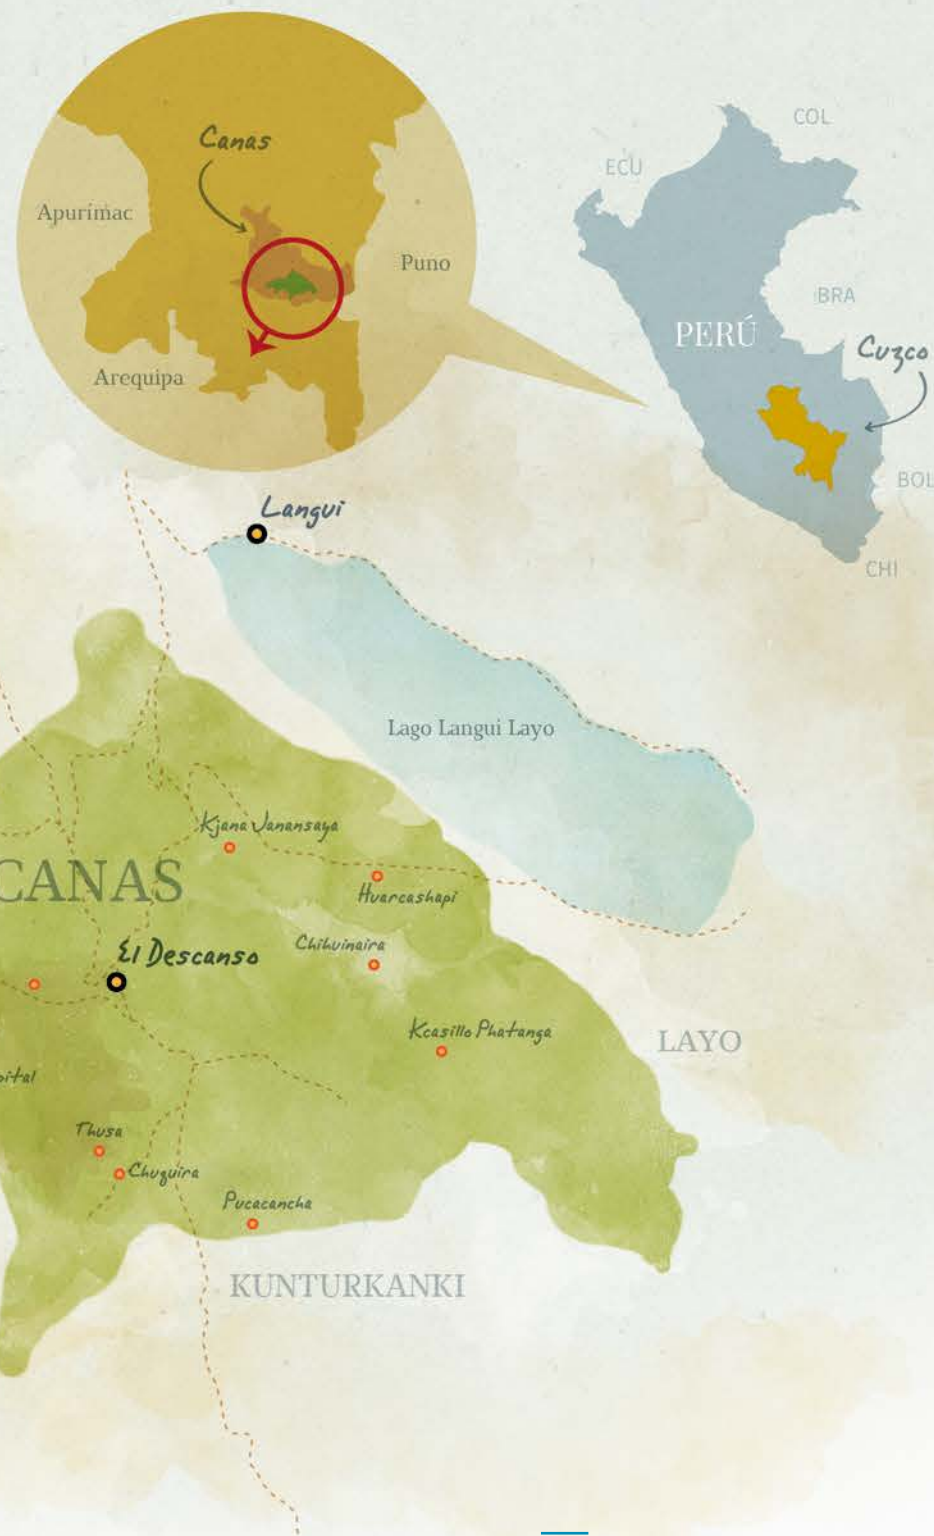 COL
Canas
ECU
Apurímac
Puno
BRA
PERÚ
Cuzco
Arequipa
BOL
Langui
CHI
Lago Langui Layo
Kjana Janansaya
CANAS
Huarcashapi
Chihuinaira
El Descanso
Kcasillo Phatanga
LAYO
pital
Thusa
Chuquira
Pucacancha
KUNTURKANKI